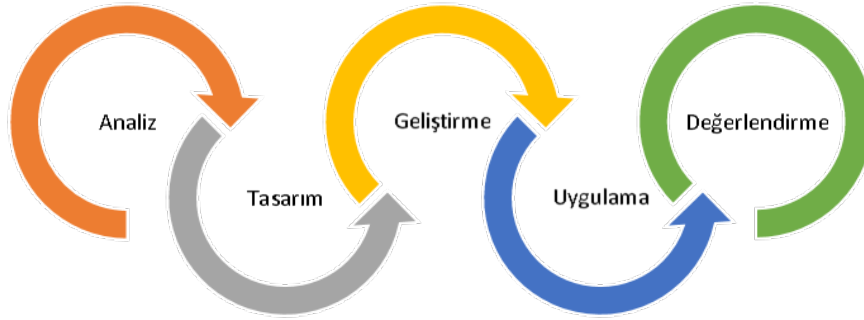 Analiz
Tasarım
Geliştirme
Uygulama
Değerlendirme